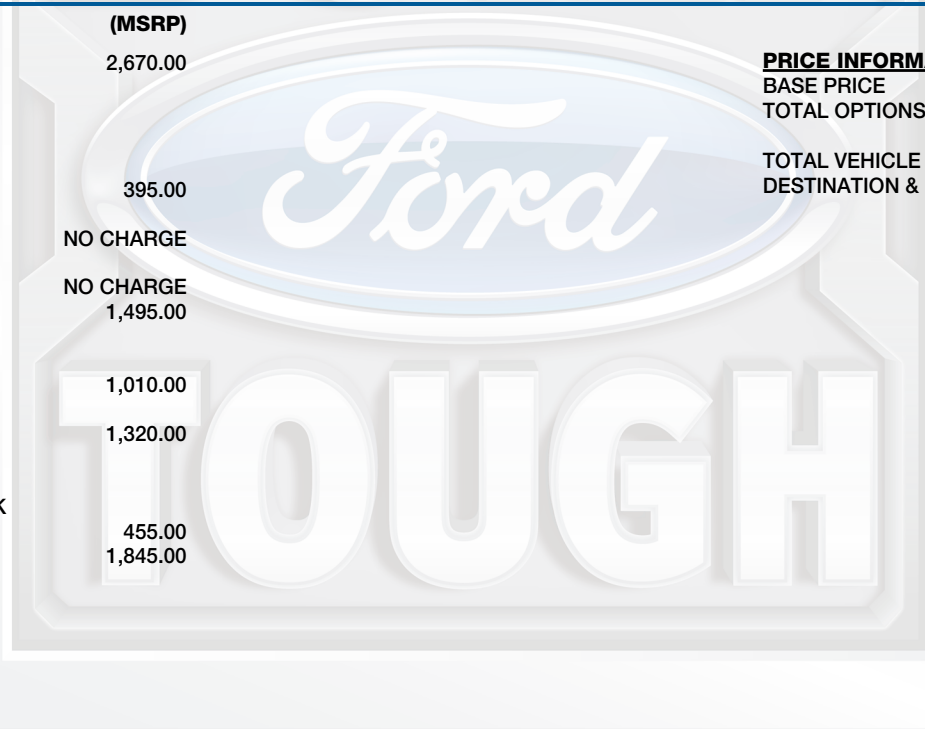 (MSRP)
2,670.00
395.00
NO CHARGE
NO CHARGE
1,495.00
1,010.00
1,320.00
K
455.00
1,845.00
PRICE INFORMA
BASE PRICE
TOTAL OPTIONS
TOTAL VEHICLE
DESTINATION &
Ford
TOUGH